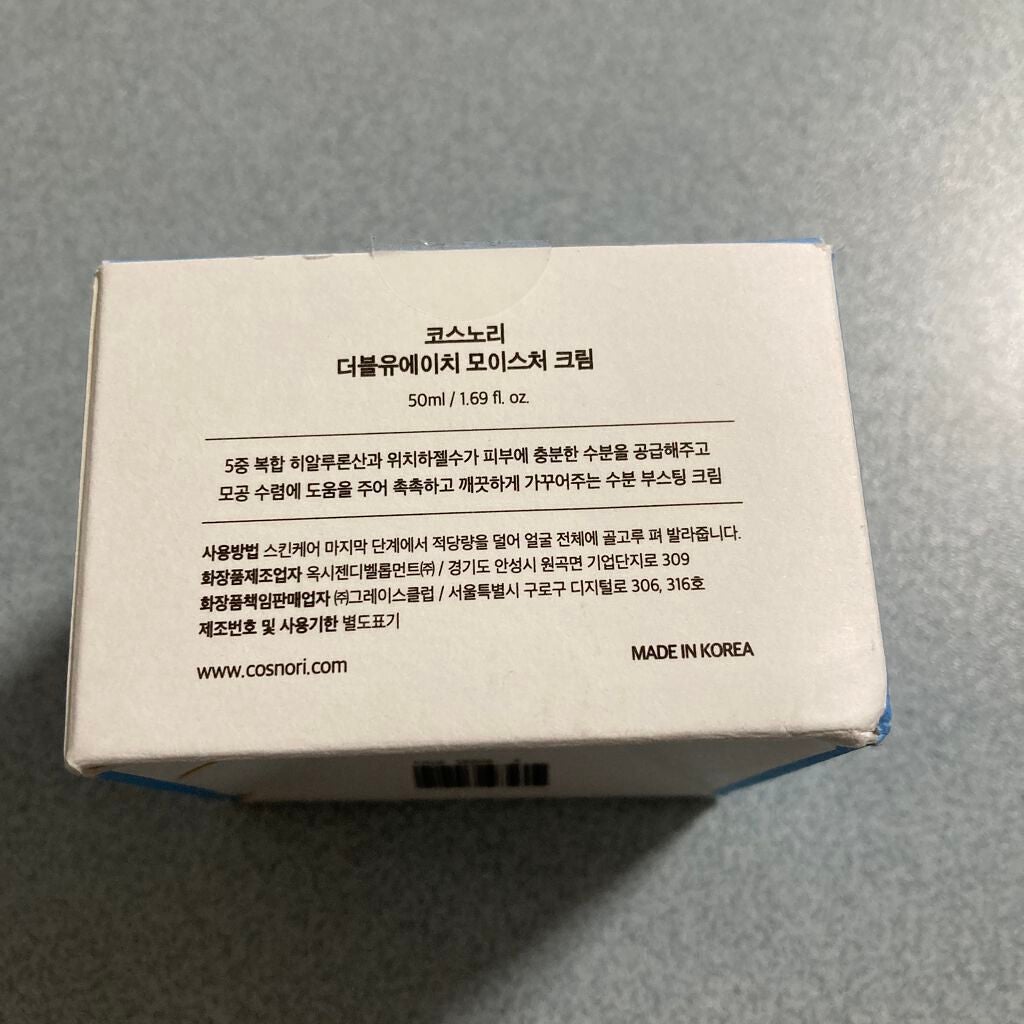 코스노리
더블유에이치 모이스처 크림
50ml / 1.69 fl. oz.
5중 복합 히알루론산과 위치하젤수가 피부에 충분한 수분을 공급해주고
모공 수렴에 도움을 주어 촉촉하고 깨끗하게 가꾸어주는 수분 부스팅 크림
사용방법 스킨케어 마지막 단계에서 적당량을 덜어 얼굴 전체에 골고루 펴 발라줍니다.
화장품제조업자 옥시젠디벨롭먼트㈜ / 경기도 안성시 원곡면 기업단지로 309
화장품책임판매업자 ㈜그레이스클럽 / 서울특별시 구로구 디지털로 306, 316호
제조번호 및 사용기한 별도표기
www.cosnori.com
MADE IN KOREA